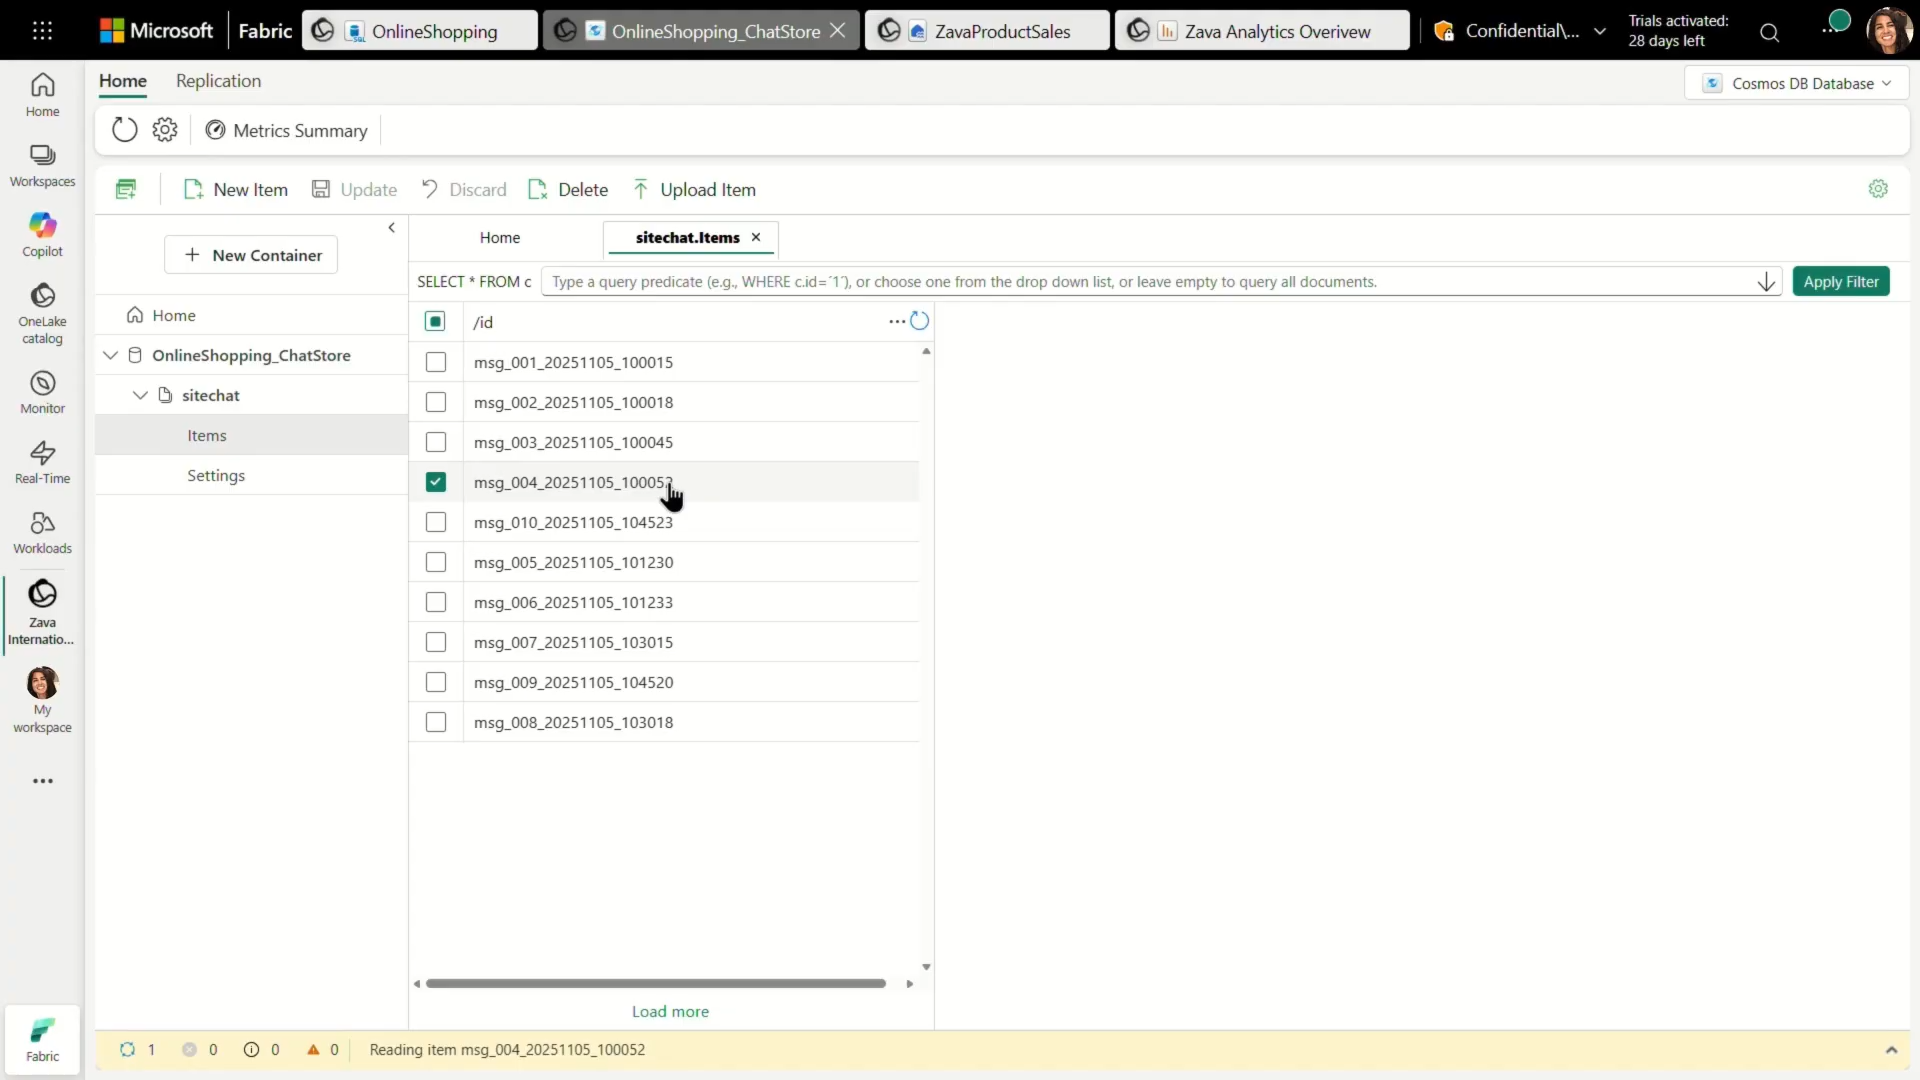 Microsoft Fabric
OnlineShopping
OnlineShopping_ChatStore
ZavaProductSales
Zava Analytics Overivew
Confidential\...
Trials activated:
28 days left
Home Replication
Cosmos DB Database
Metrics Summary
New Item Update Discard Delete Upload Item
Home
Workspaces
Copilot
OneLake
catalog
Monitor
Real-Time
Workloads
Zava
Internatio...
My
workspace
Fabric
New Container
Home
OnlineShopping_ChatStore
sitechat
Items
Settings
Home
sitechat.Items
SELECT * FROM c
Type a query predicate (e.g., WHERE c.id=´1´), or choose one from the drop down list, or leave empty to query all documents.
Apply Filter
/id
msg_001_20251105_100015
msg_002_20251105_100018
msg_003_20251105_100045
msg_004_20251105_100052
msg_010_20251105_104523
msg_005_20251105_101230
msg_006_20251105_101233
msg_007_20251105_103015
msg_009_20251105_104520
msg_008_20251105_103018
Load more
1 0 0 0 Reading item msg_004_20251105_100052